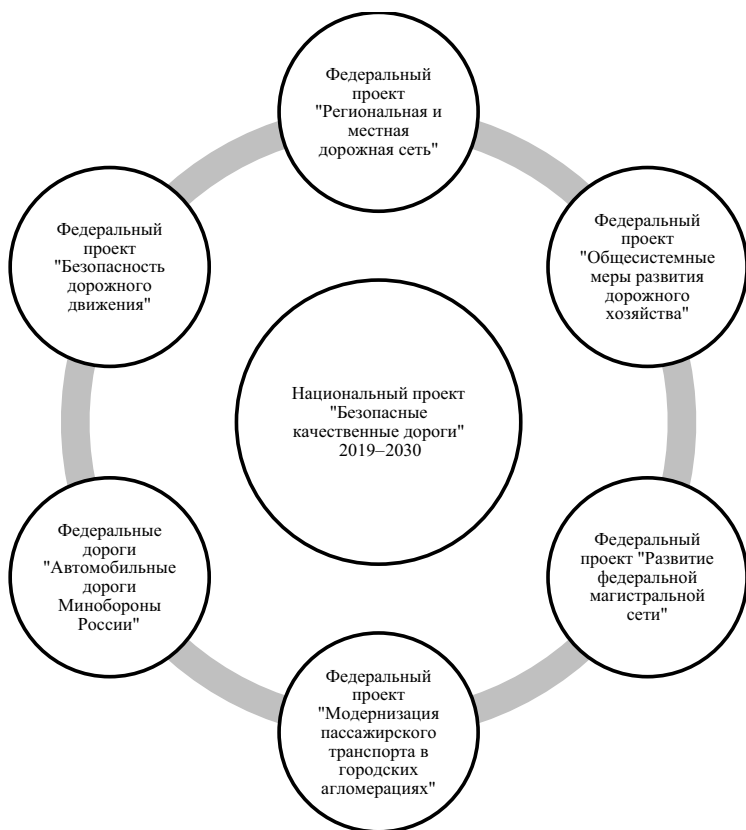 Федеральный
проект
"Региональная и
местная
дорожная сеть"
Федеральный
проект
"Общесистемные
меры развития
дорожного
хозяйства"
Федеральный
проект "Развитие
федеральной
магистральной
сети"
Федеральный
проект
"Модернизация
пассажирского
транспорта в
городских
агломерациях"
Федеральные
дороги
"Автомобильные
дороги
Минобороны
России"
Федеральный
проект
"Безопасность
дорожного
движения"
Национальный проект
"Безопасные
качественные дороги"
2019–2030